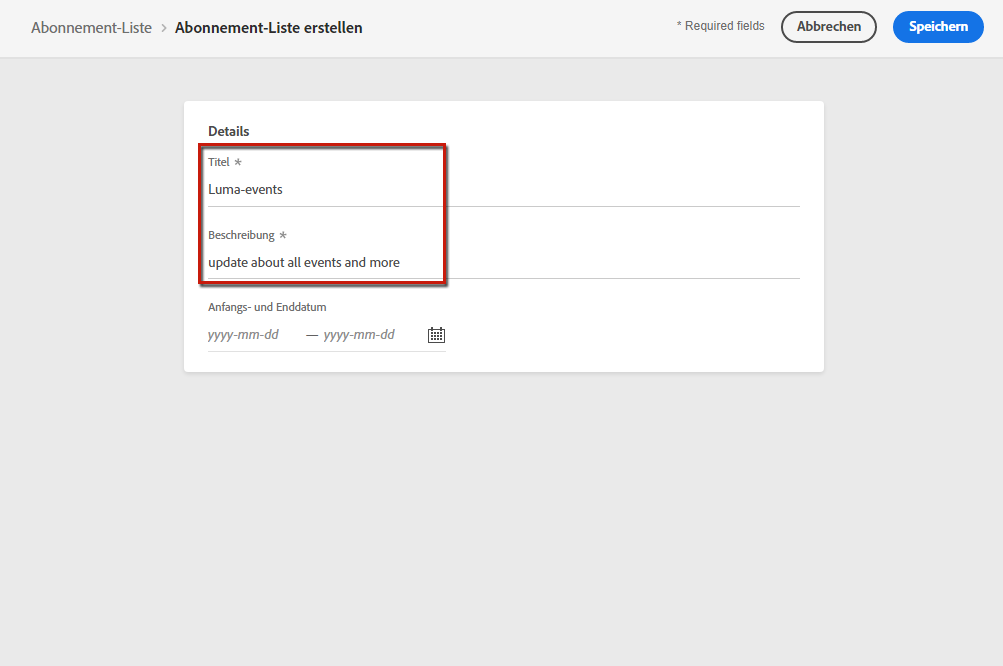 Abonnement-Liste > Abonnement-Liste erstellen
* Required fields
Abbrechen
Speichern
Details
Titel *
Luma-events
Beschreibung *
update about all events and more
Anfangs- und Enddatum
yyyy-mm-dd — yyyy-mm-dd